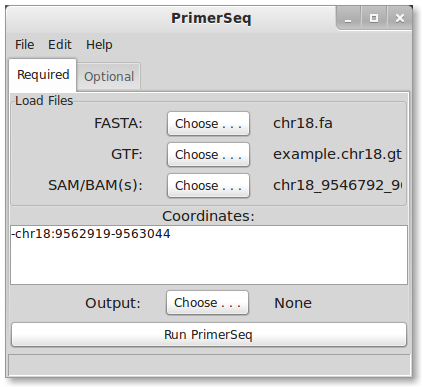 PrimerSeq
File Edit Help
Required Optional
Load Files
FASTA: Choose . . . chr18.fa
GTF: Choose . . . example.chr18.gt
SAM/BAM(s): Choose . . . chr18_9546792_9
Coordinates:
-chr18:9562919-9563044
Output: Choose . . . None
Run PrimerSeq